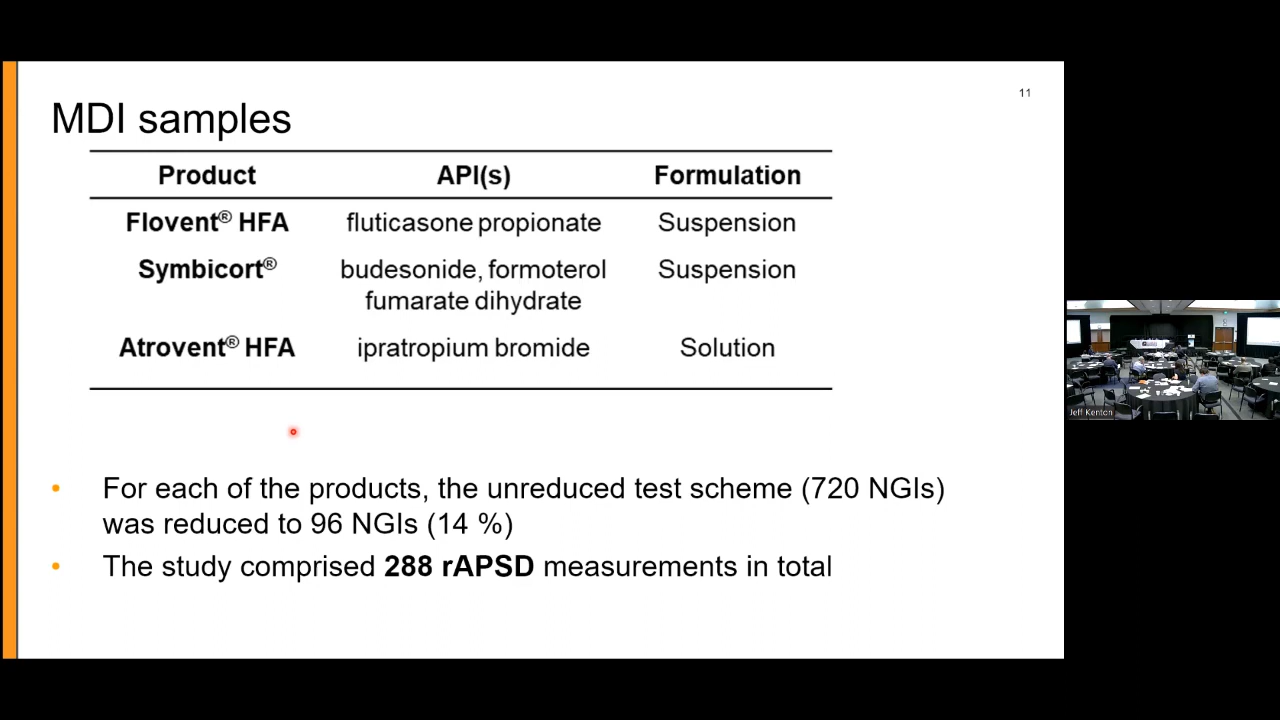 11
MDI samples
Product API(s) Formulation
Flovent® HFA fluticasone propionate Suspension
Symbicort® budesonide, formoterol Suspension
fumarate dihydrate
Atrovent® HFA ipratropium bromide Solution
• For each of the products, the unreduced test scheme (720 NGIs)
was reduced to 96 NGIs (14 %)
• The study comprised 288 rAPSD measurements in total
Jeff Kenton